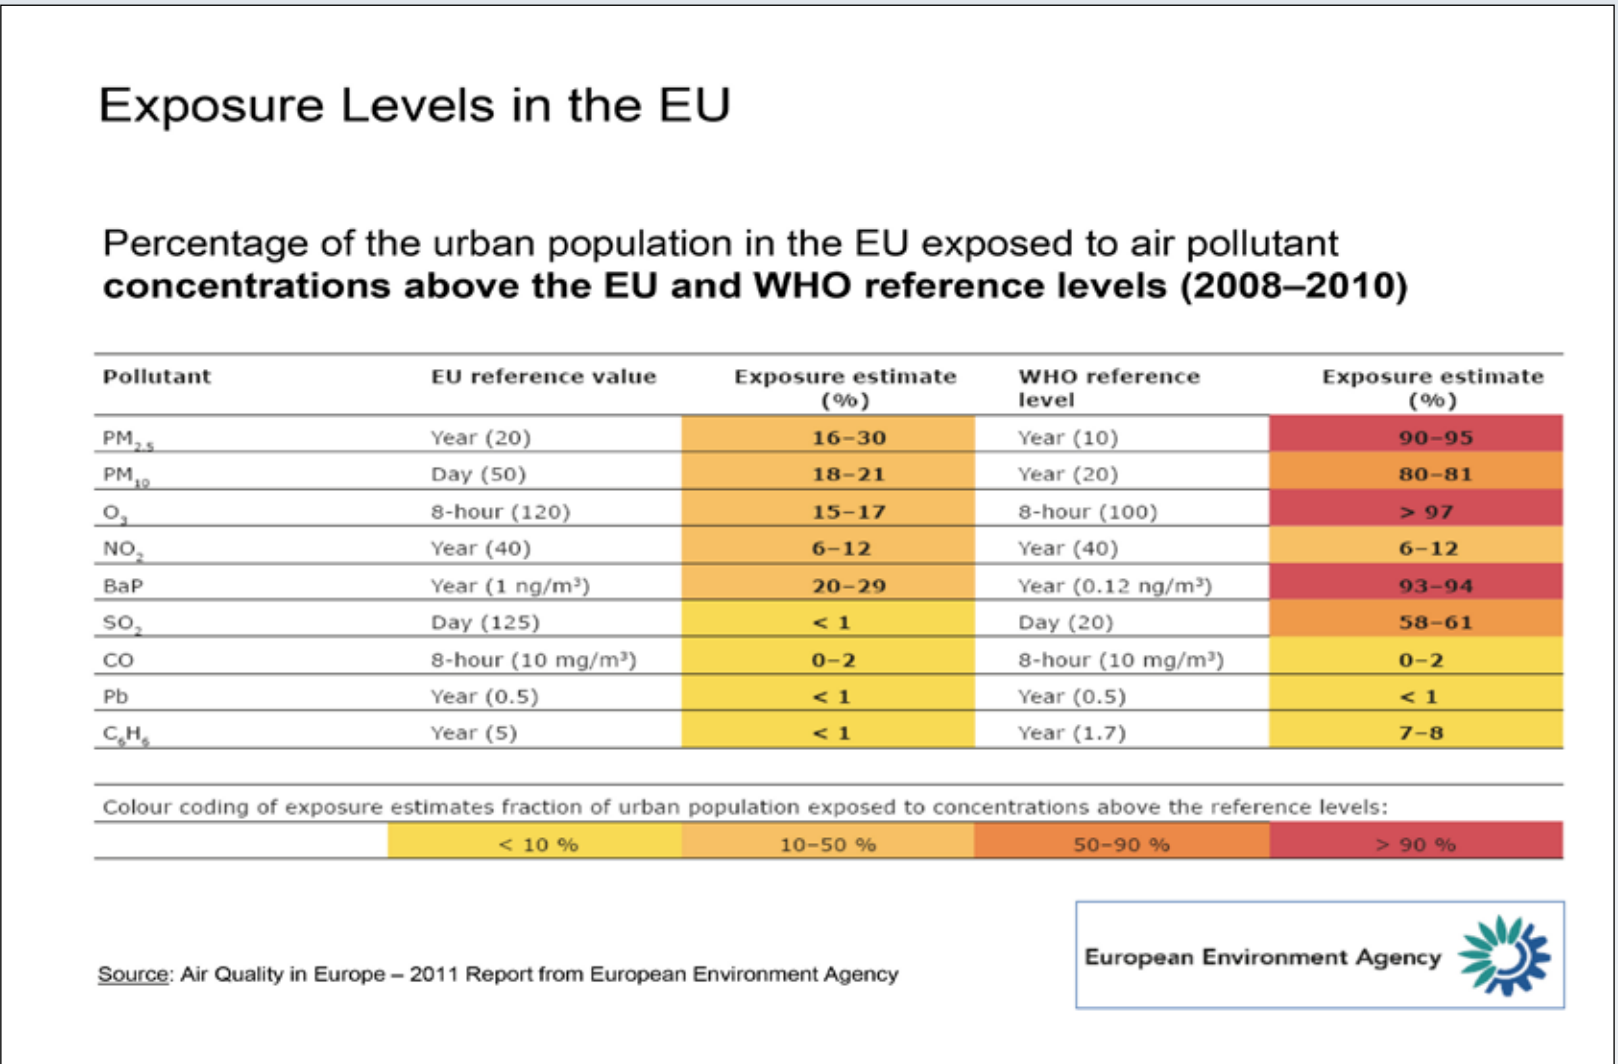 Exposure Levels in the EU
Percentage of the urban population in the EU exposed to air pollutant
concentrations above the EU and WHO reference levels (2008–2010)
Pollutant EU reference value Exposure estimate (%) WHO reference level Exposure estimate (%)
PM2.5 Year (20) 16–30 Year (10) 90–95
PM10 Day (50) 18–21 Year (20) 80–81
O3 8-hour (120) 15–17 8-hour (100) > 97
NO2 Year (40) 6–12 Year (40) 6–12
BaP Year (1 ng/m³) 20–29 Year (0.12 ng/m³) 93–94
SO2 Day (125) < 1 Day (20) 58–61
CO 8-hour (10 mg/m³) 0–2 8-hour (10 mg/m³) 0–2
Pb Year (0.5) < 1 Year (0.5) < 1
C6H6 Year (5) < 1 Year (1.7) 7–8
Colour coding of exposure estimates fraction of urban population exposed to concentrations above the reference levels:
< 10 % 10–50 % 50–90 % > 90 %
European Environment Agency
Source: Air Quality in Europe – 2011 Report from European Environment Agency